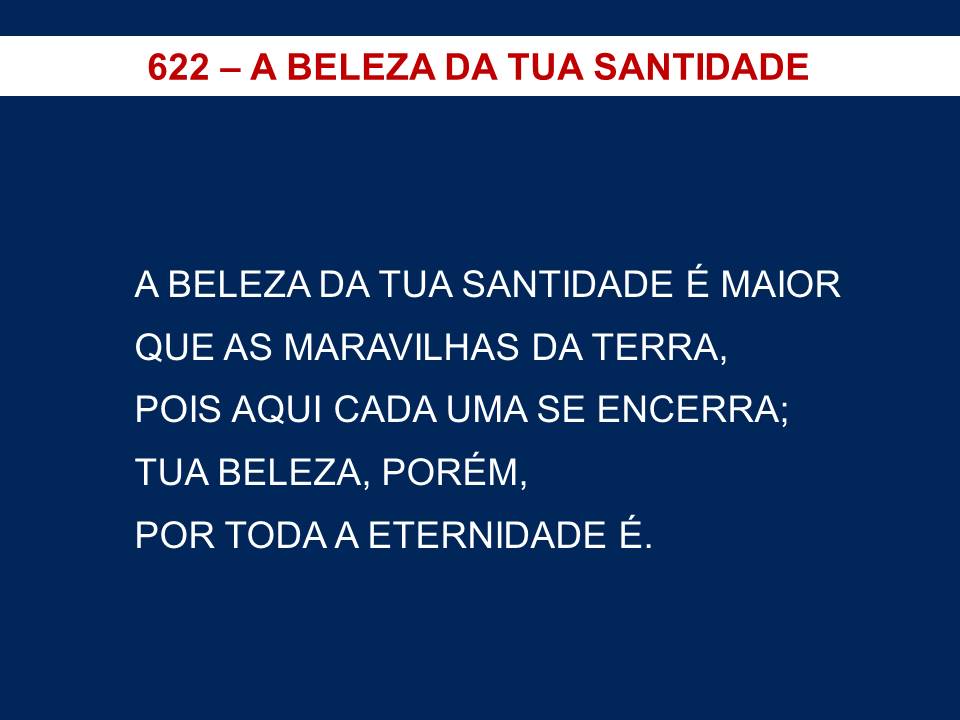 622 – A BELEZA DA TUA SANTIDADE
A BELEZA DA TUA SANTIDADE É MAIOR
QUE AS MARAVILHAS DA TERRA,
POIS AQUI CADA UMA SE ENCERRA;
TUA BELEZA, PORÉM,
POR TODA A ETERNIDADE É.